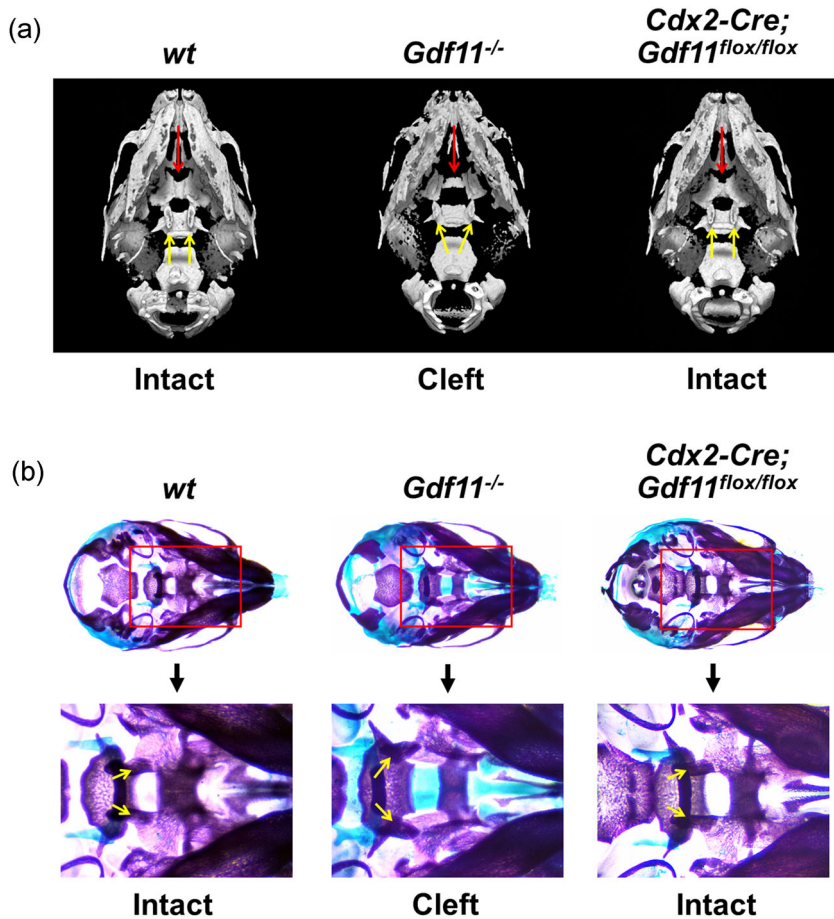 (a)
wt
Gdf11-/-
Cdx2-Cre;
Gdf11flox/flox
Intact
Cleft
Intact
(b)
wt
Gdf11-/-
Cdx2-Cre;
Gdf11flox/flox
Intact
Cleft
Intact